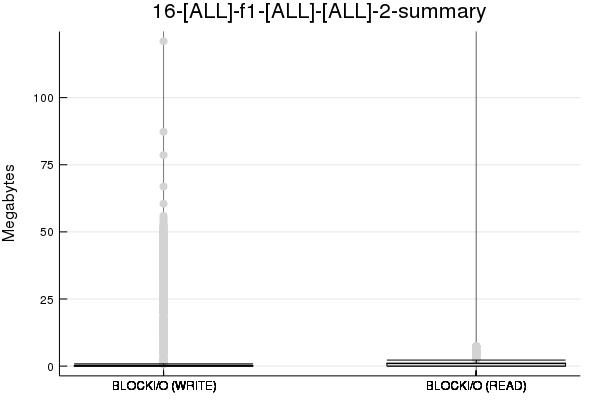 16-[ALL]-f1-[ALL]-[ALL]-2-summary
Megabytes
100
75
50
25
0
BLOCKI/O (WRITE)
BLOCKI/O (READ)